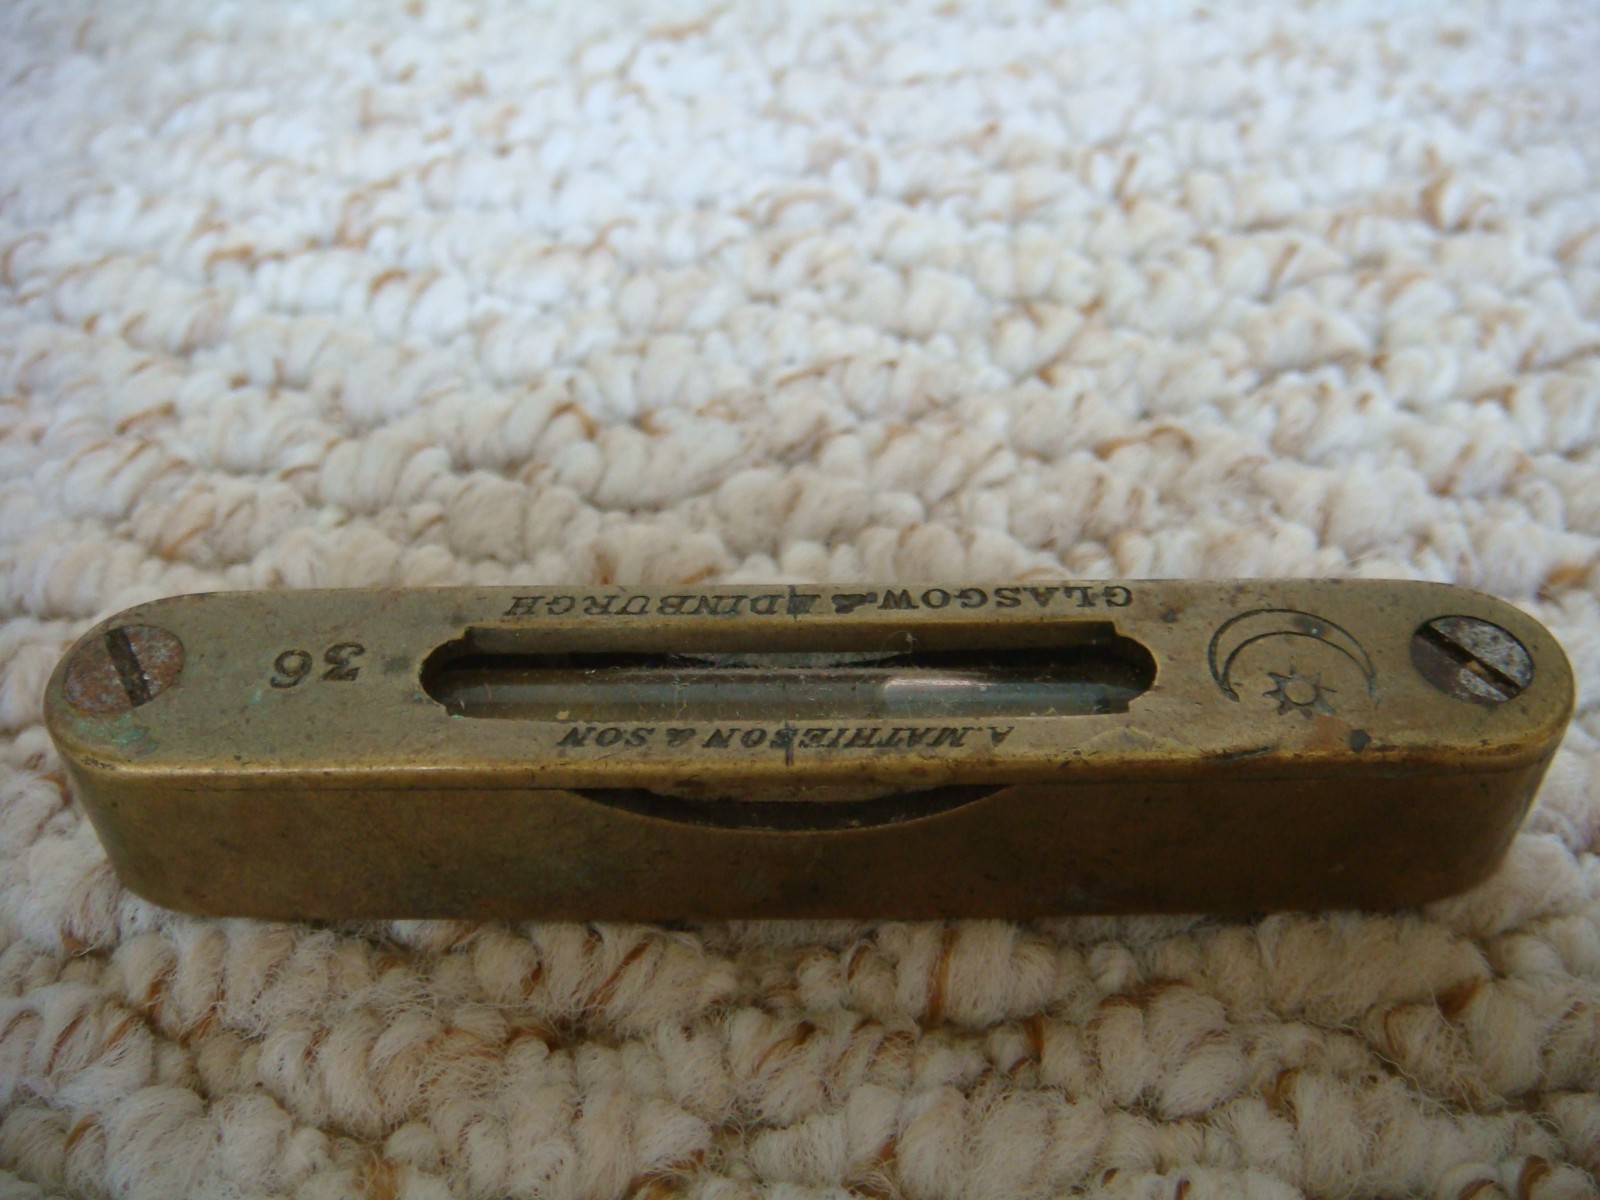 A. MATHIESON & SON
GLASGOW & EDINBURGH
36